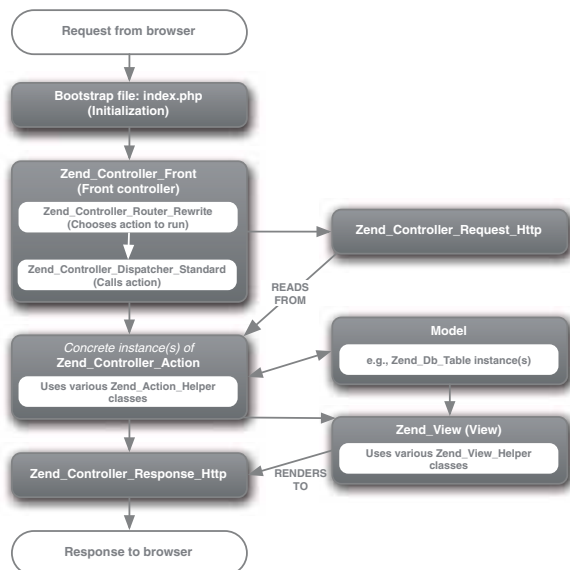 Request from browser
Bootstrap file: index.php
(Initialization)
Zend_Controller_Front
(Front controller)
Zend_Controller_Router_Rewrite
(Chooses action to run)
Zend_Controller_Dispatcher_Standard
(Calls action)
Zend_Controller_Request_Http
READS
FROM
Concrete instance(s) of
Zend_Controller_Action
Uses various Zend_Action_Helper
classes
Model
e.g., Zend_Db_Table instance(s)
Zend_View (View)
Uses various Zend_View_Helper
classes
RENDERS
TO
Zend_Controller_Response_Http
Response to browser